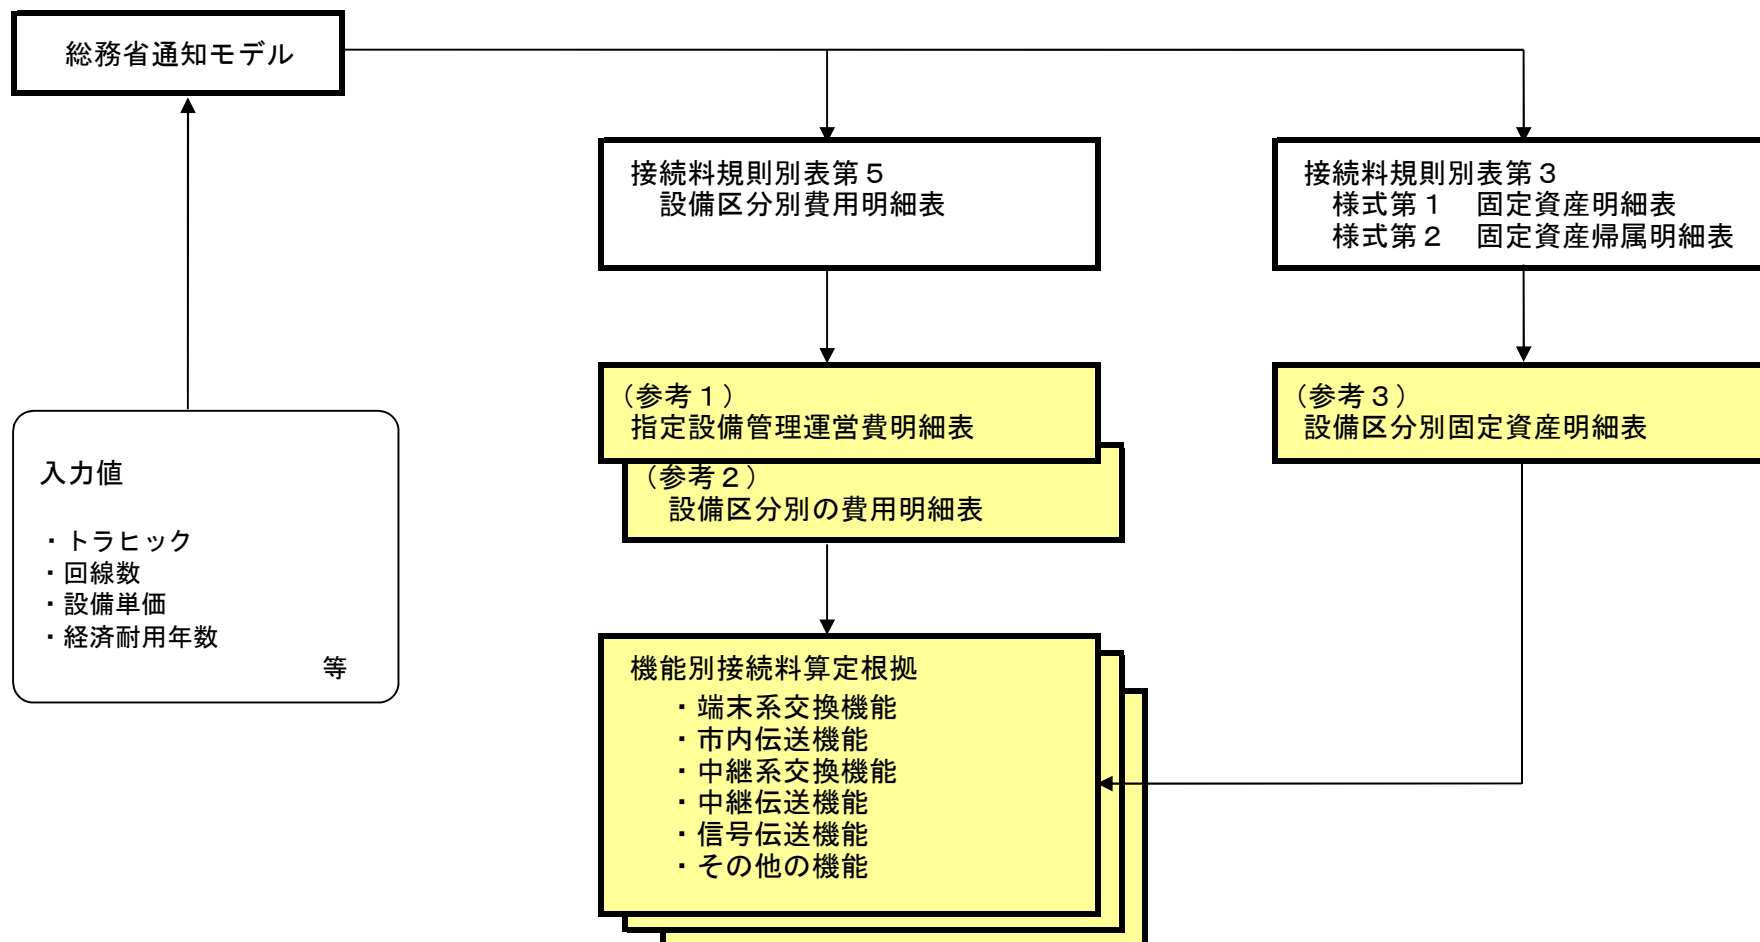 総務省通知モデル
接続料規則別表第５
設備区分別費用明細表
接続料規則別表第３
様式第１　固定資産明細表
様式第２　固定資産帰属明細表
（参考１）
指定設備管理運営費明細表
（参考２）
設備区分別の費用明細表
（参考３）
設備区分別固定資産明細表
入力値
・トラヒック
・回線数
・設備単価
・経済耐用年数
等
機能別接続料算定根拠
・端末系交換機能
・市内伝送機能
・中継系交換機能
・中継伝送機能
・信号伝送機能
・その他の機能